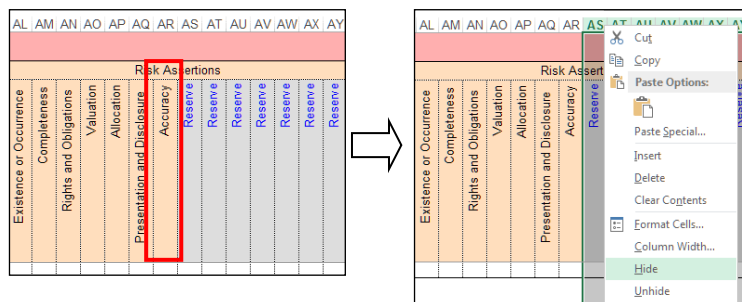 AL AM AN AO AP AQ AR AS AT AU AV AW AX AY
Risk Assertions
Existence or Occurrence
Completeness
Rights and Obligations
Valuation
Allocation
Presentation and Disclosure
Accuracy
Reserve
Reserve
Reserve
Reserve
Reserve
Reserve
Reserve
AL AM AN AO AP AQ AR AS AT AU AV AW AX AY
Risk Assert
Existence or Occurrence
Completeness
Rights and Obligations
Valuation
Allocation
Presentation and Disclosure
Accuracy
Reserve
Cut
Copy
Paste Options:
Paste Special...
Insert
Delete
Clear Contents
Format Cells...
Column Width...
Hide
Unhide